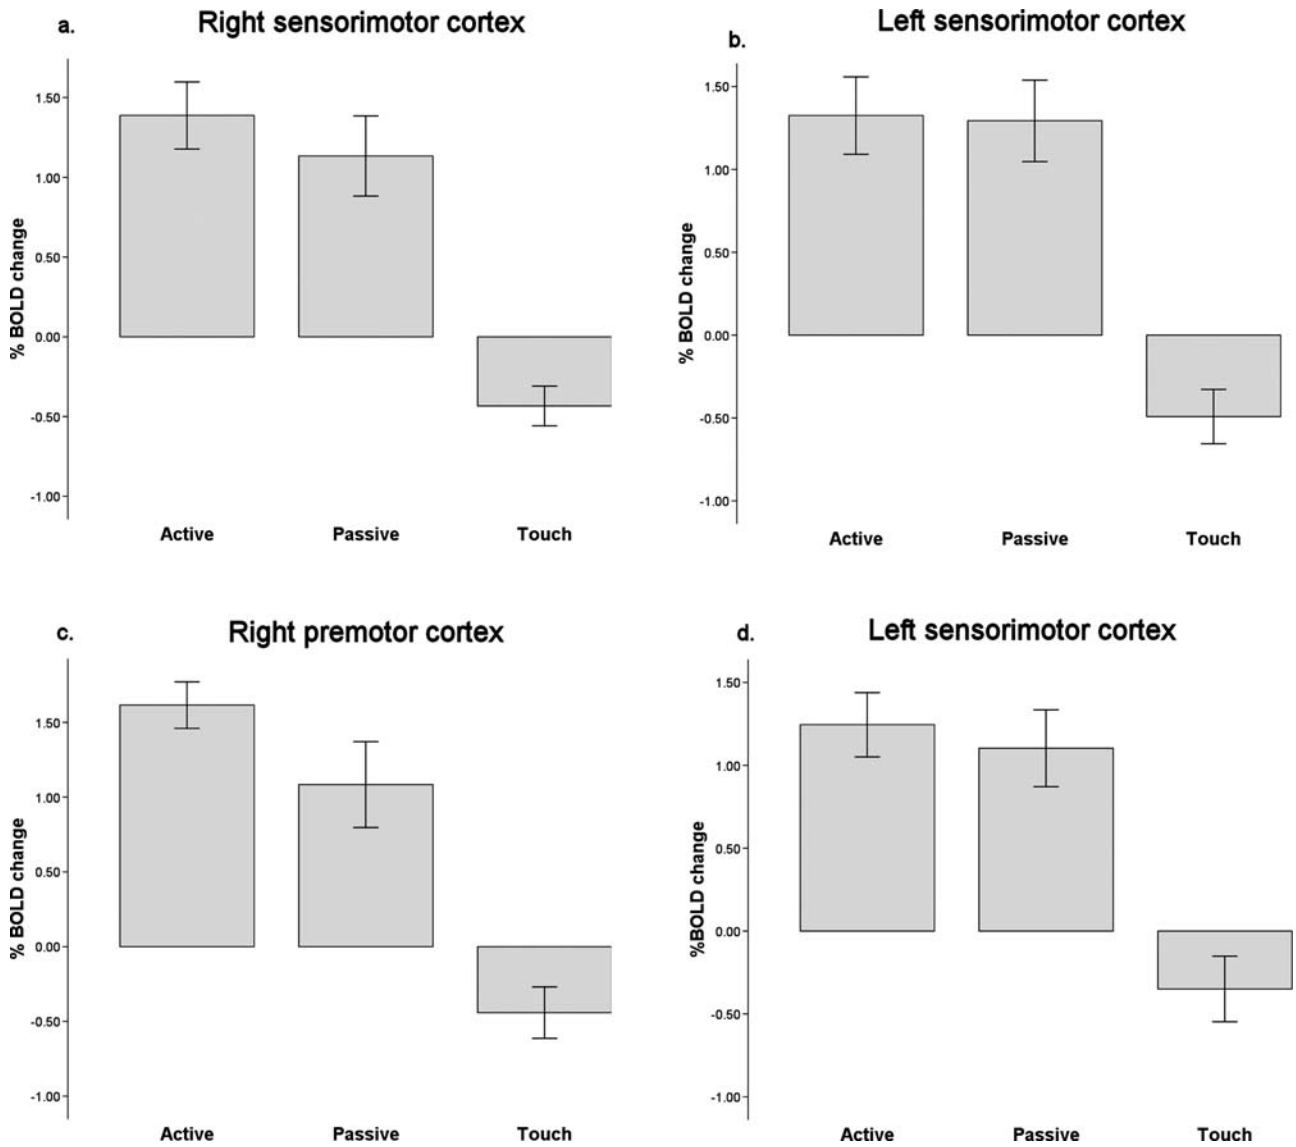 a.
Right sensorimotor cortex
% BOLD change
1.50
1.00
0.50
0.00
-0.50
-1.00
Active Passive Touch
b.
Left sensorimotor cortex
% BOLD change
1.50
1.00
0.50
0.00
-0.50
-1.00
Active Passive Touch
c.
Right premotor cortex
% BOLD change
1.50
1.00
0.50
0.00
-0.50
-1.00
Active Passive Touch
d.
Left sensorimotor cortex
%BOLD change
1.50
1.00
0.50
0.00
-0.50
-1.00
Active Passive Touch